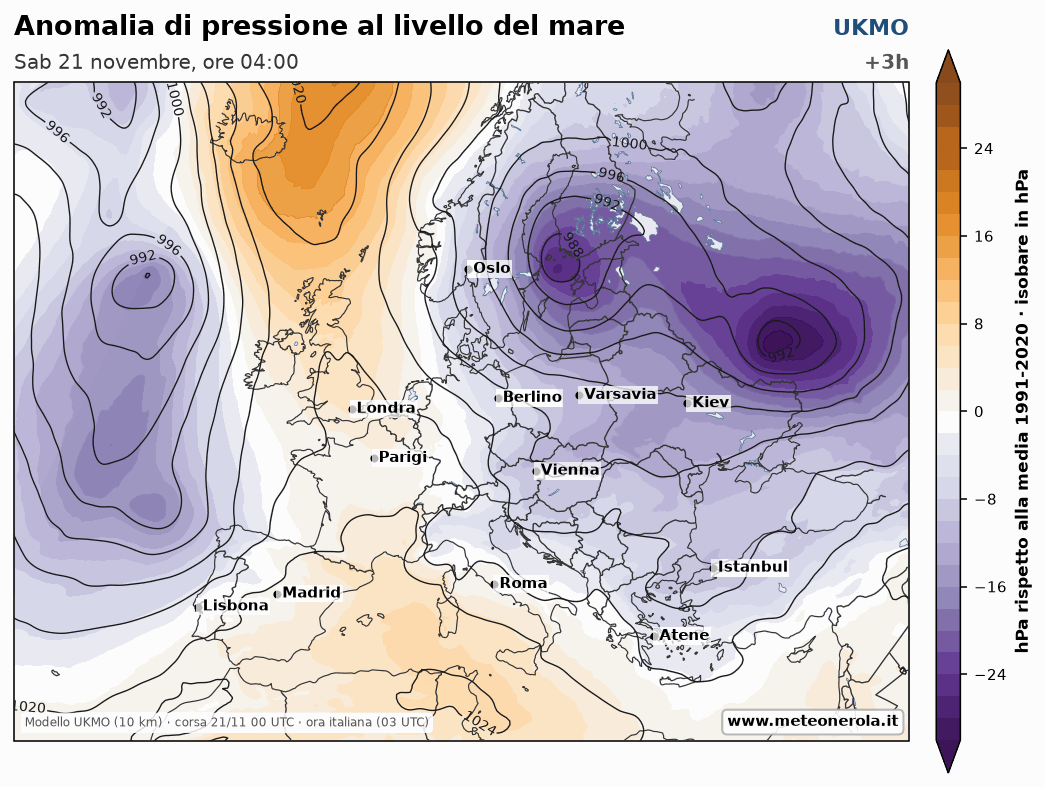 Anomalia di pressione al livello del mare
UKMO
Sab 21 novembre, ore 04:00
+3h
992
1000
020
996
1000
996
992
996
992
988
992
Oslo
Londra
Berlino
Varsavia
Kiev
Parigi
Vienna
Istanbul
Roma
Madrid
Lisbona
Atene
1020
1024
Modello UKMO (10 km) · corsa 21/11 00 UTC · ora italiana (03 UTC)
www.meteonerola.it
24
16
8
0
−8
−16
−24
hPa rispetto alla media 1991-2020 · isobare in hPa